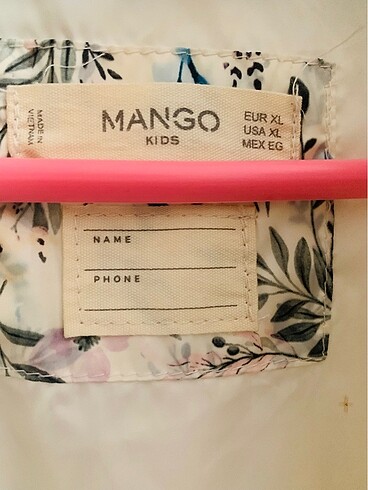 MADE IN
VIETNAM
MANGO
KIDS
EUR XL
USA XL
MEX EG
NAME
PHONE